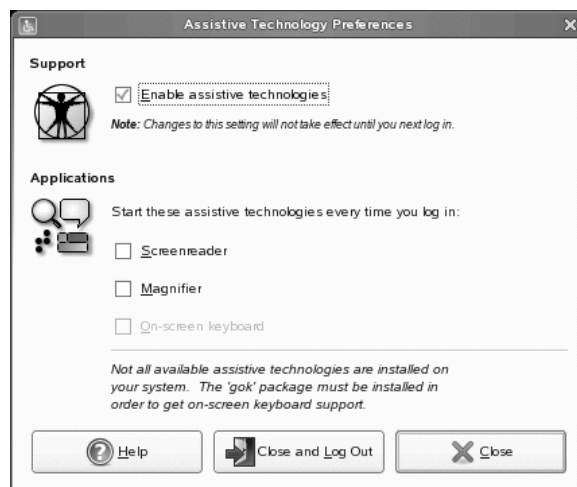 Assistive Technology Preferences
Support
Enable assistive technologies
Note: Changes to this setting will not take effect until you next log in.
Applications
Start these assistive technologies every time you log in:
Screenreader
Magnifier
On-screen keyboard
Not all available assistive technologies are installed on
your system. The 'gok' package must be installed in
order to get on-screen keyboard support.
Help
Close and Log Out
Close